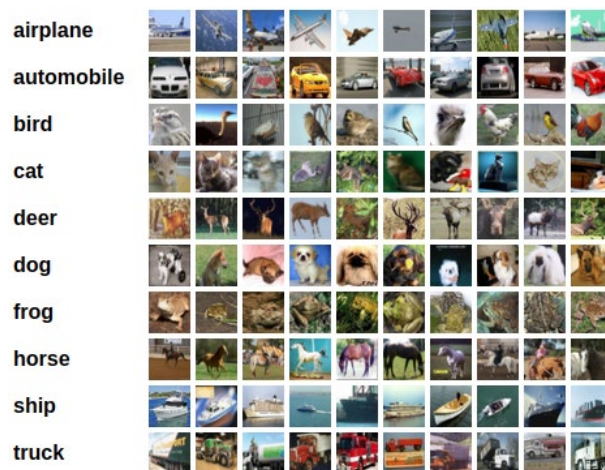 airplane
automobile
bird
cat
deer
dog
frog
horse
ship
truck